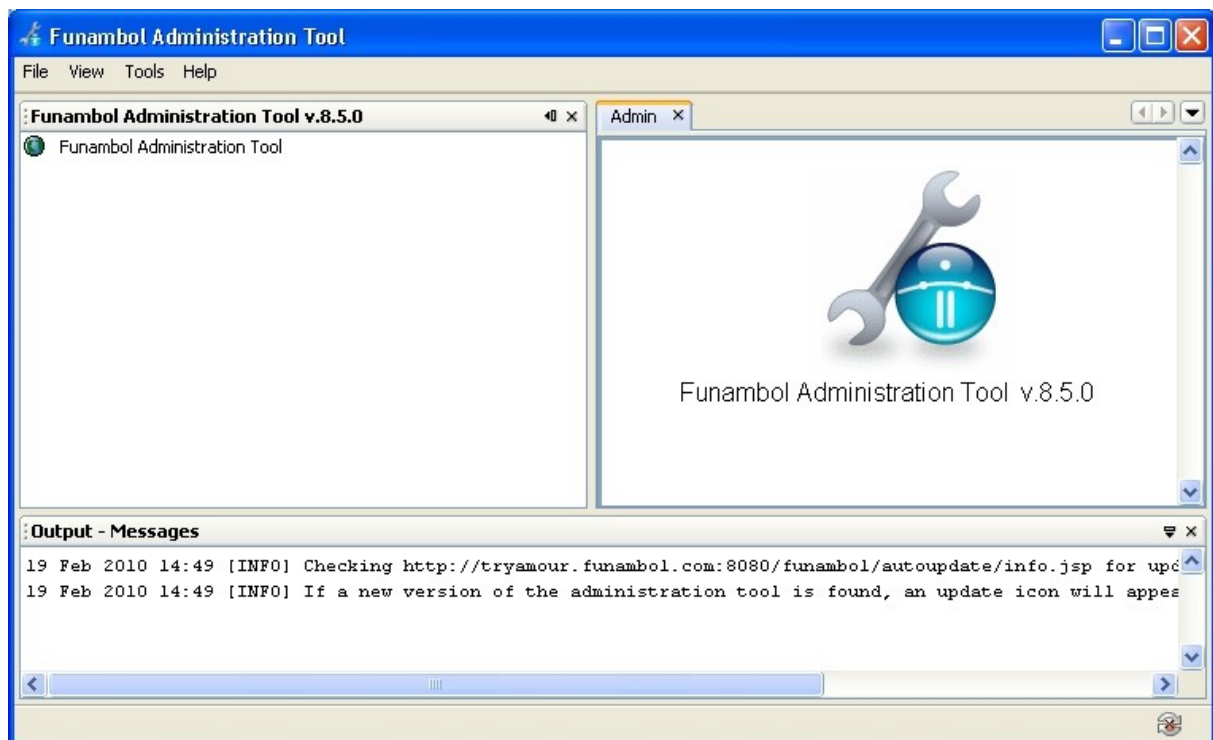 Funambol Administration Tool
File View Tools Help
Funambol Administration Tool v.8.5.0
Funambol Administration Tool
Admin
Funambol Administration Tool v.8.5.0
Output - Messages
19 Feb 2010 14:49 [INFO] Checking http://tryamour.funambol.com:8080/funambol/autoupdate/info.jsp for upd
19 Feb 2010 14:49 [INFO] If a new version of the administration tool is found, an update icon will appea